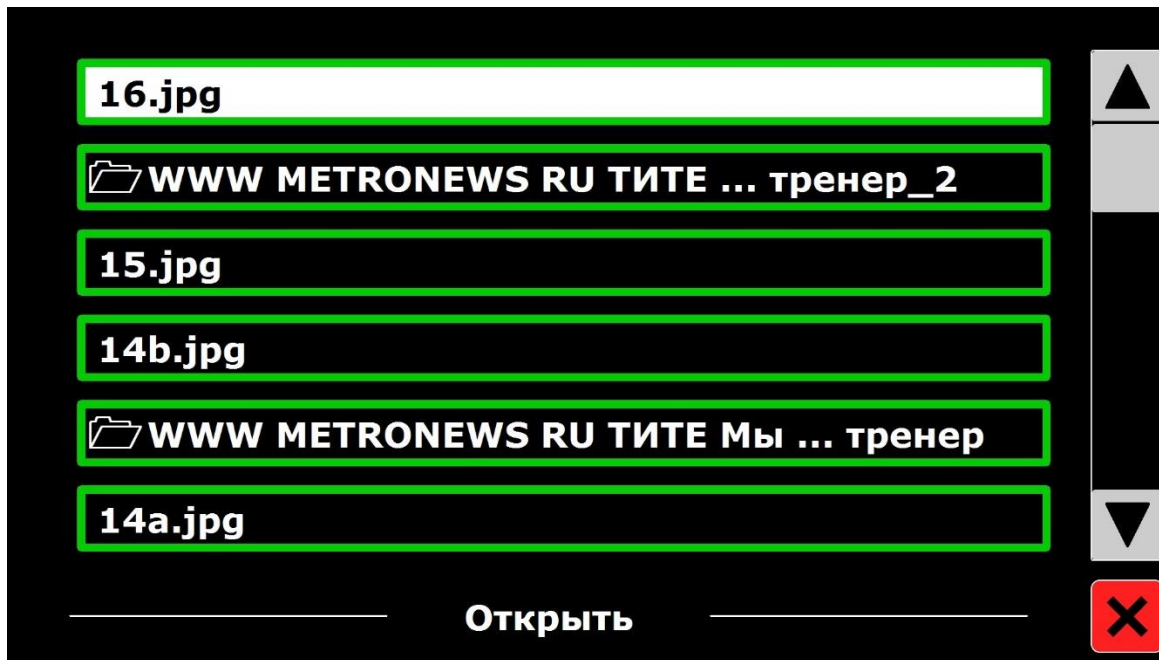 16.jpg
WWW METRONEWS RU ТИТЕ ... тренер_2
15.jpg
14b.jpg
WWW METRONEWS RU ТИТЕ Мы ... тренер
14a.jpg
Открыть